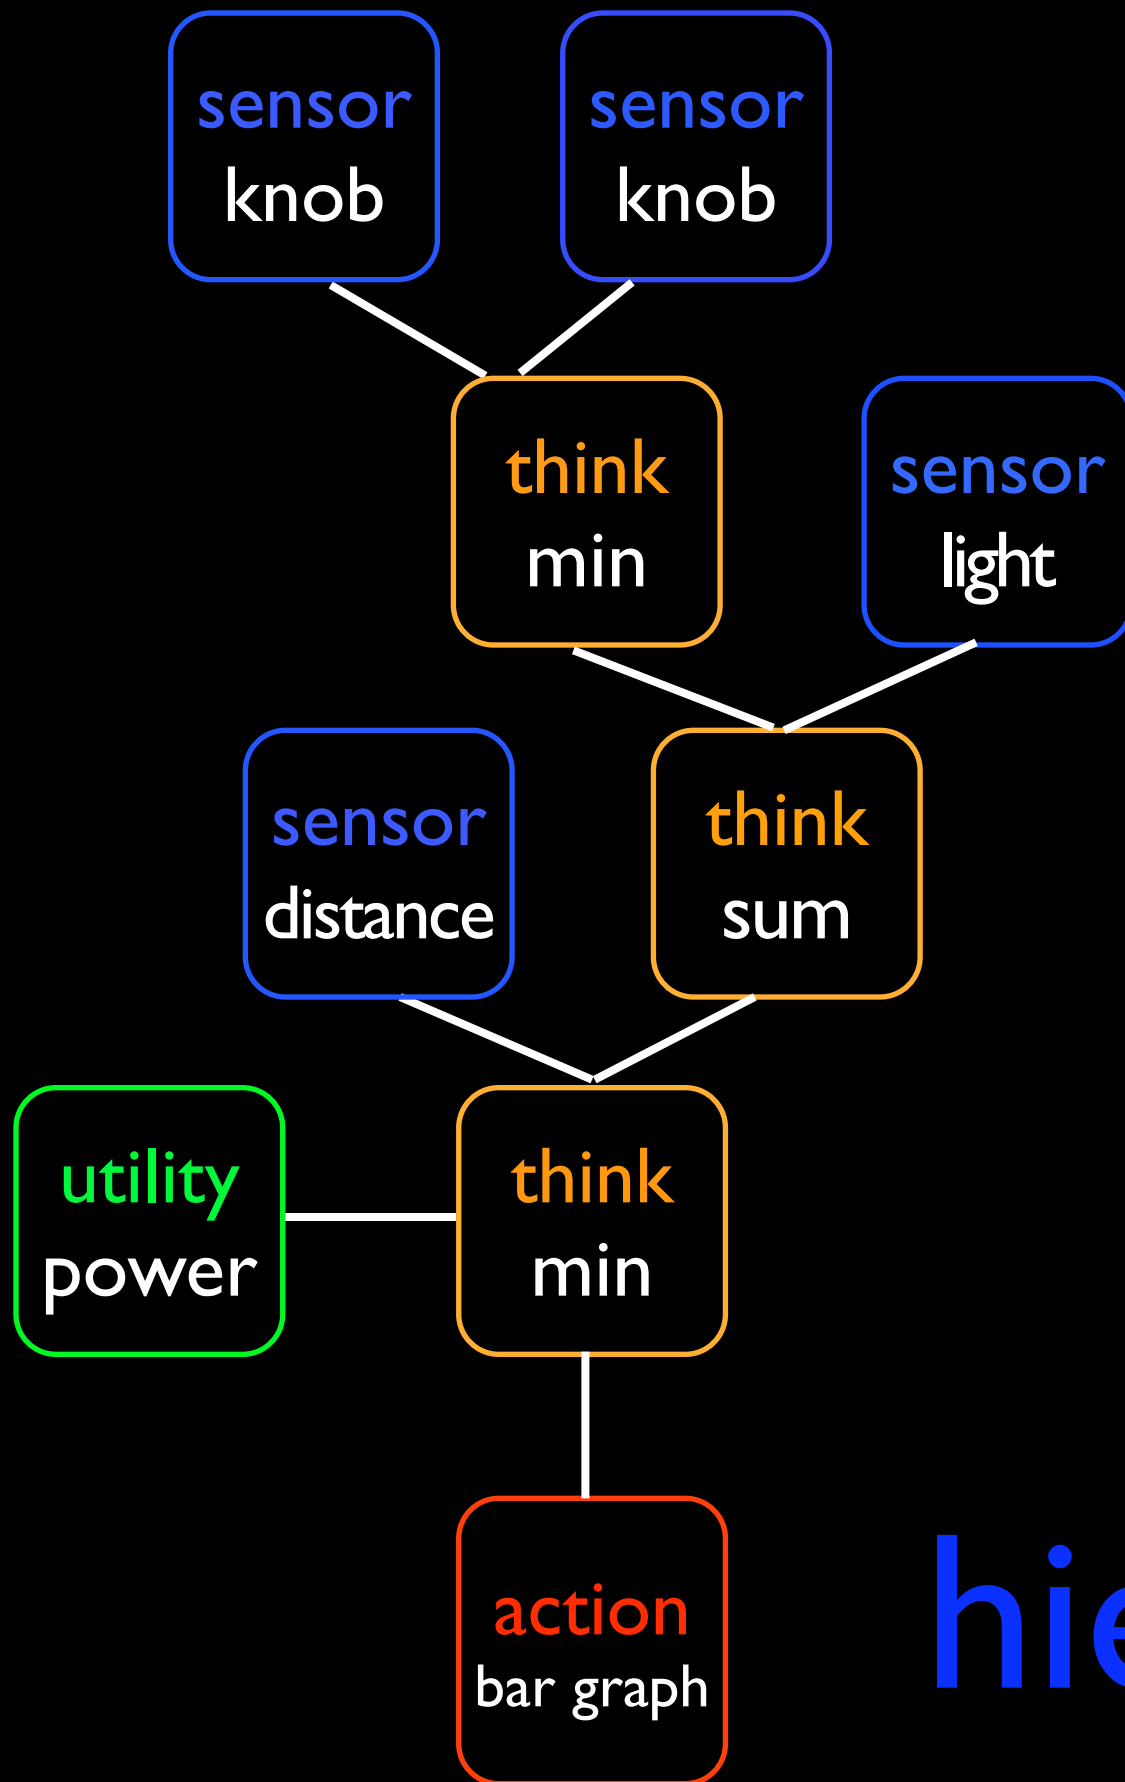 sensor
knob
sensor
knob
think
min
sensor
light
sensor
distance
think
sum
utility
power
think
min
action
bar graph
hie